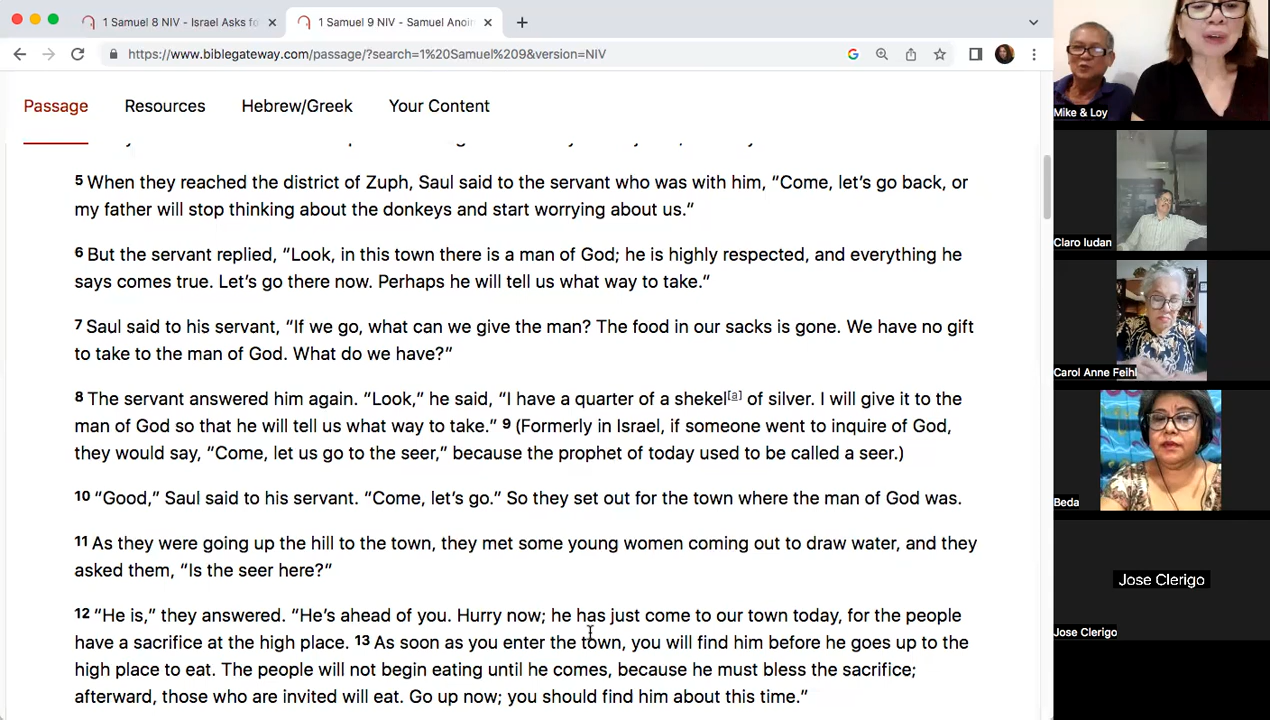 1 Samuel 8 NIV - Israel Asks fo
1 Samuel 9 NIV - Samuel Anoin
https://www.biblegateway.com/passage/?search=1%20Samuel%209&version=NIV
Passage Resources Hebrew/Greek Your Content
5 When they reached the district of Zuph, Saul said to the servant who was with him, “Come, let’s go back, or
my father will stop thinking about the donkeys and start worrying about us.“
6 But the servant replied, “Look, in this town there is a man of God; he is highly respected, and everything he
says comes true. Let’s go there now. Perhaps he will tell us what way to take.“
7 Saul said to his servant, “If we go, what can we give the man? The food in our sacks is gone. We have no gift
to take to the man of God. What do we have?”
8 The servant answered him again. “Look,” he said, “I have a quarter of a shekel[a] of silver. I will give it to the
man of God so that he will tell us what way to take.” 9 (Formerly in Israel, if someone went to inquire of God,
they would say, “Come, let us go to the seer,” because the prophet of today used to be called a seer.)
10 “Good,” Saul said to his servant. “Come, let’s go.” So they set out for the town where the man of God was.
11 As they were going up the hill to the town, they met some young women coming out to draw water, and they
asked them, “Is the seer here?”
12 “He is,” they answered. “He’s ahead of you. Hurry now; he has just come to our town today, for the people
have a sacrifice at the high place. 13 As soon as you enter the town, you will find him before he goes up to the
high place to eat. The people will not begin eating until he comes, because he must bless the sacrifice;
afterward, those who are invited will eat. Go up now; you should find him about this time.”
Mike & Loy
Claro Iudan
Carol Anne Feihl
Beda
Jose Clerigo
Jose Clerigo